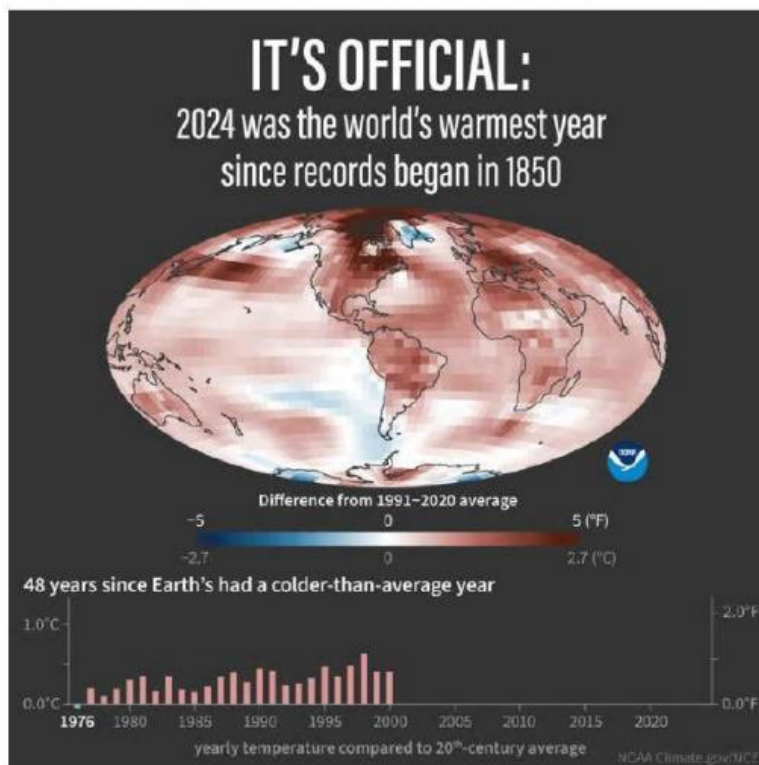 IT'S OFFICIAL:
2024 was the world's warmest year
since records began in 1850
NOAA
Difference from 1991–2020 average
−5 0 5 (°F)
−2.7 0 2.7 (°C)
48 years since Earth's had a colder-than-average year
1.0°C 2.0°F
0.0°C 0.0°F
1976 1980 1985 1990 1995 2000 2005 2010 2015 2020
yearly temperature compared to 20th-century average
NOAA Climate.gov/NCEI